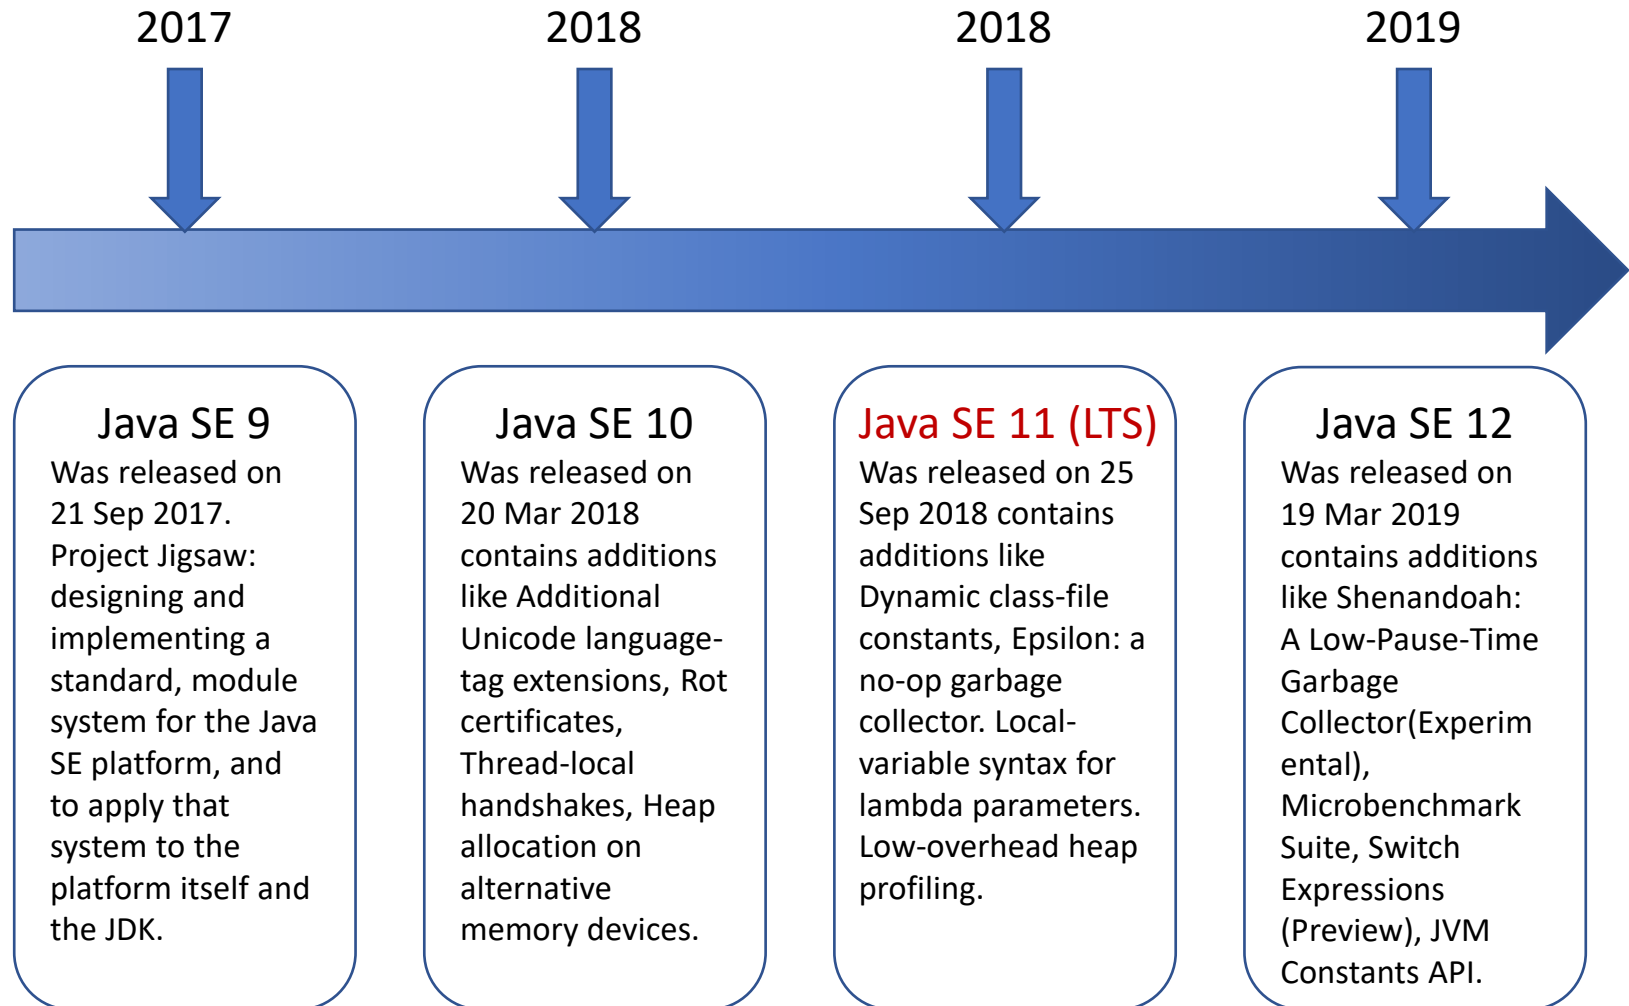 2017
2018
2018
2019
Java SE 9
Was released on
21 Sep 2017.
Project Jigsaw:
designing and
implementing a
standard, module
system for the Java
SE platform, and
to apply that
system to the
platform itself and
the JDK.
Java SE 10
Was released on
20 Mar 2018
contains additions
like Additional
Unicode language-
tag extensions, Rot
certificates,
Thread-local
handshakes, Heap
allocation on
alternative
memory devices.
Java SE 11 (LTS)
Was released on 25
Sep 2018 contains
additions like
Dynamic class-file
constants, Epsilon: a
no-op garbage
collector. Local-
variable syntax for
lambda parameters.
Low-overhead heap
profiling.
Java SE 12
Was released on
19 Mar 2019
contains additions
like Shenandoah:
A Low-Pause-Time
Garbage
Collector(Experim
ental),
Microbenchmark
Suite, Switch
Expressions
(Preview), JVM
Constants API.